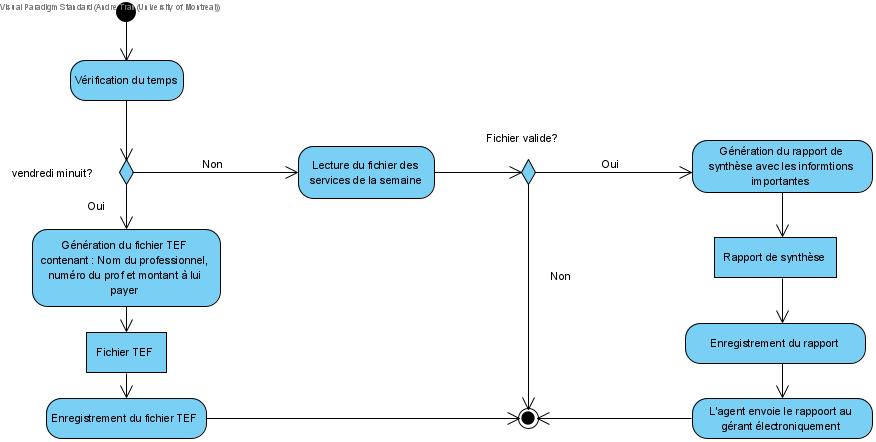 Visual Paradigm Standard (Andre Tran (University of Montreal))
Vérification du temps
vendredi minuit?
Non
Oui
Lecture du fichier des
services de la semaine
Fichier valide?
Oui
Non
Génération du rapport de
synthèse avec les informtions
importantes
Génération du fichier TEF
contenant : Nom du professionnel,
numéro du prof et montant à lui
payer
Rapport de synthèse
Fichier TEF
Enregistrement du rapport
Enregistrement du fichier TEF
L'agent envoie le rappoort au
gérant électroniquement